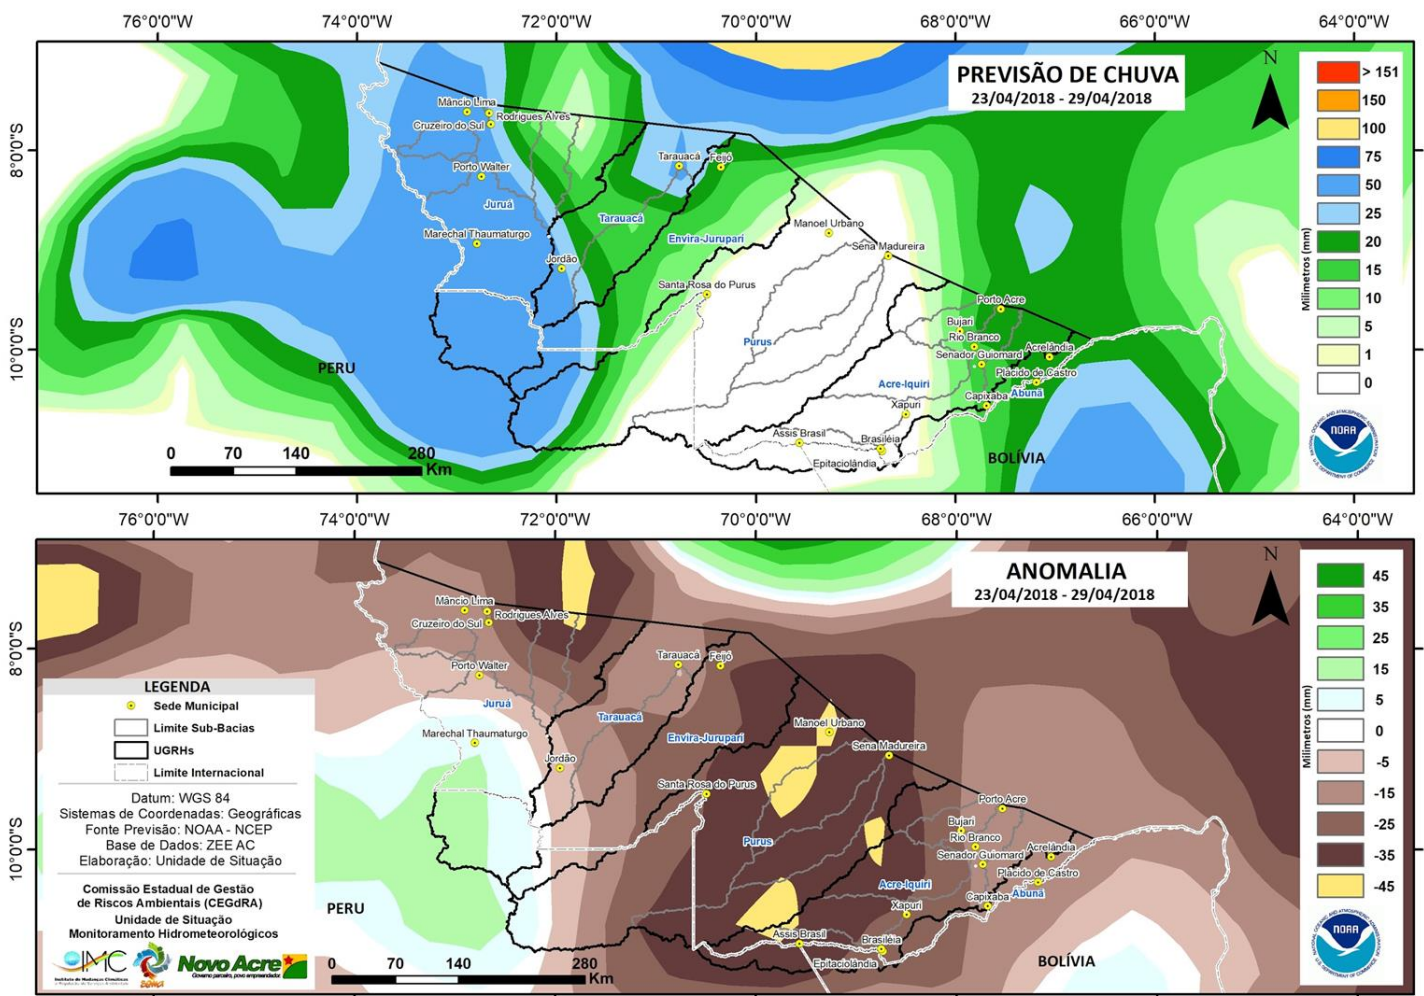 76°0'0"W 74°0'0"W 72°0'0"W 70°0'0"W 68°0'0"W 66°0'0"W 64°0'0"W
PREVISÃO DE CHUVA
23/04/2018 - 29/04/2018
N
> 151
150
100
75
50
25
20
15
10
5
1
0
Milímetros (mm)
8°0'0"S
10°0'0"S
Mâncio Lima
Rodrigues Alves
Cruzeiro do Sul
Porto Walter
Juruá
Marechal Thaumaturgo
Jordão
Tarauacá
Feijó
Tarauacá
Envira-Jurupari
Manoel Urbano
Sena Madureira
Santa Rosa do Purus
Purus
Porto Acre
Bujari
Rio Branco
Senador Guiomard
Acrelândia
Plácido de Castro
Abunã
Acre-Iquiri
Capixaba
Xapuri
Assis Brasil
Brasiléia
Epitaciolândia
PERU
BOLÍVIA
0 70 140 280
Km
NOAA
76°0'0"W 74°0'0"W 72°0'0"W 70°0'0"W 68°0'0"W 66°0'0"W 64°0'0"W
ANOMALIA
23/04/2018 - 29/04/2018
N
45
35
25
15
5
0
-5
-15
-25
-35
-45
Milímetros (mm)
8°0'0"S
10°0'0"S
Mâncio Lima
Rodrigues Alves
Cruzeiro do Sul
Porto Walter
Juruá
Marechal Thaumaturgo
Jordão
Tarauacá
Feijó
Tarauacá
Envira-Jurupari
Manoel Urbano
Sena Madureira
Santa Rosa do Purus
Purus
Porto Acre
Bujari
Rio Branco
Senador Guiomard
Acrelândia
Plácido de Castro
Abunã
Acre-Iquiri
Capixaba
Xapuri
Assis Brasil
Brasiléia
Epitaciolândia
PERU
BOLÍVIA
0 70 140 280
Km
NOAA
LEGENDA
Sede Municipal
Limite Sub-Bacias
UGRHs
Limite Internacional
Datum: WGS 84
Sistemas de Coordenadas: Geográficas
Fonte Previsão: NOAA - NCEP
Base de Dados: ZEE AC
Elaboração: Unidade de Situação
Comissão Estadual de Gestão
de Riscos Ambientais (CEGdRA)
Unidade de Situação
Monitoramento Hidrometeorológicos
IMC
Novo Acre